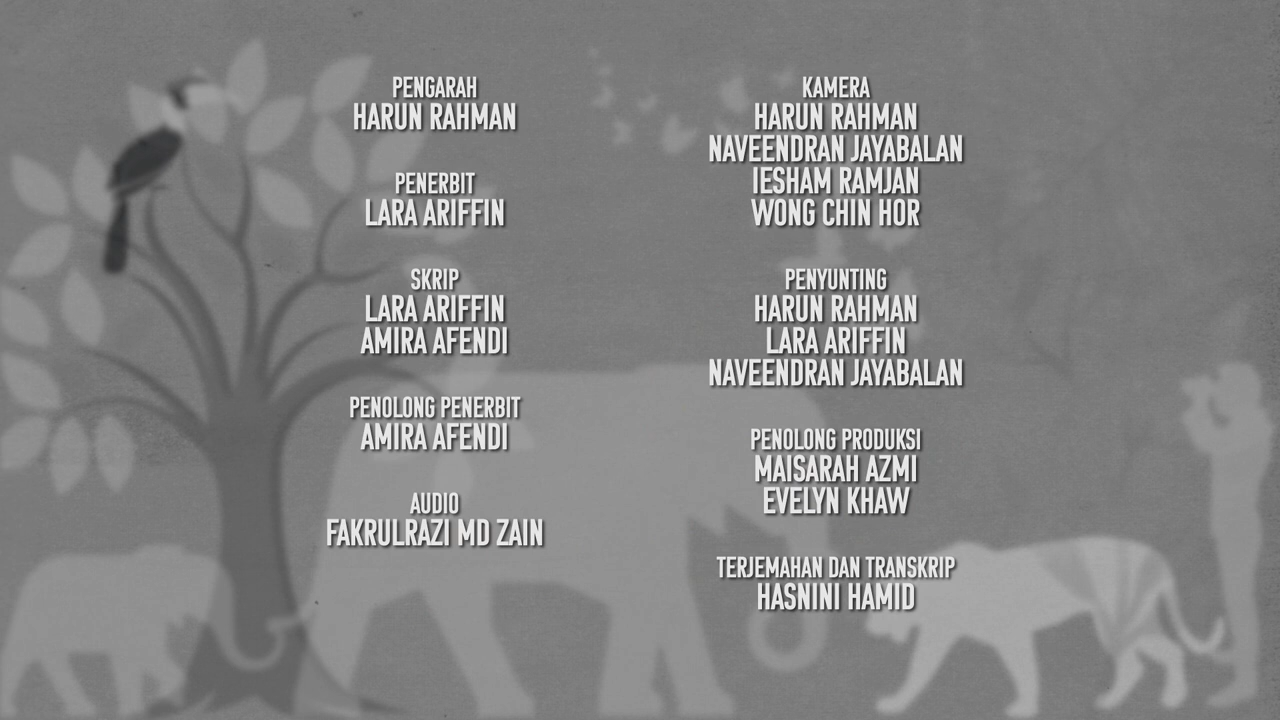 PENGARAH
HARUN RAHMAN
PENERBIT
LARA ARIFFIN
SKRIP
LARA ARIFFIN
AMIRA AFENDI
PENOLONG PENERBIT
AMIRA AFENDI
AUDIO
FAKRULRAZI MD ZAIN
KAMERA
HARUN RAHMAN
NAVEENDRAN JAYABALAN
IESHAM RAMJAN
WONG CHIN HOR
PENYUNTING
HARUN RAHMAN
LARA ARIFFIN
NAVEENDRAN JAYABALAN
PENOLONG PRODUKSI
MAISARAH AZMI
EVELYN KHAW
TERJEMAHAN DAN TRANSKRIP
HASNINI HAMID